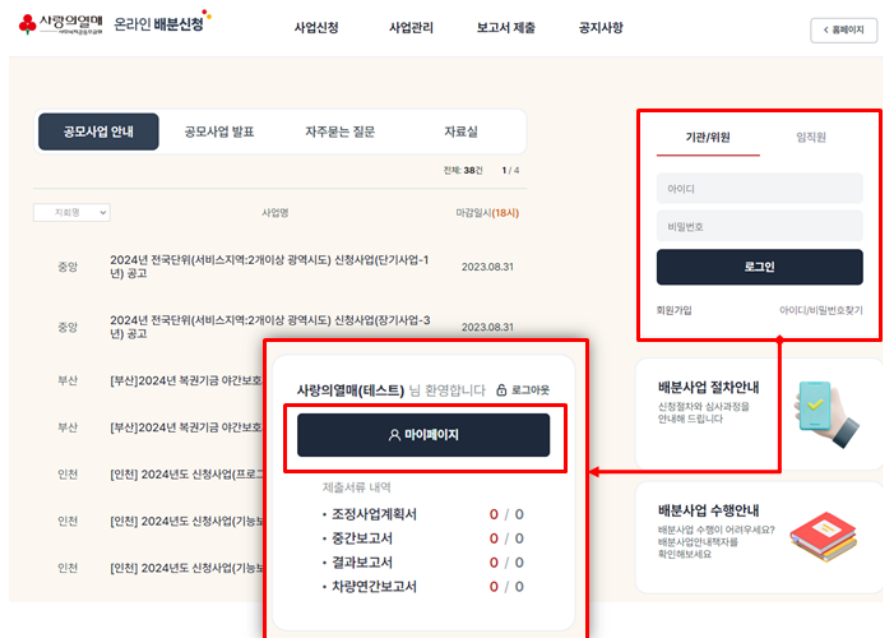 사랑의열매
사회복지공동모금회
온라인 배분신청
사업신청
사업관리
보고서 제출
공지사항
< 홈페이지
공모사업 안내
공모사업 발표
자주묻는 질문
자료실
전체: 38건 1 / 4
지회명
사업명
마감일시(18시)
중앙
2024년 전국단위(서비스지역:2개이상 광역시도) 신청사업(단기사업-1
년) 공고
2023.08.31
중앙
2024년 전국단위(서비스지역:2개이상 광역시도) 신청사업(장기사업-3
년) 공고
2023.08.31
부산
[부산]2024년 복권기금 야간보호
부산
[부산]2024년 복권기금 야간보호
인천
[인천] 2024년도 신청사업(프로그
인천
[인천] 2024년도 신청사업(기능보
인천
[인천] 2024년도 신청사업(기능보
사랑의열매(테스트) 님 환영합니다
로그아웃
마이페이지
제출서류 내역
• 조정사업계획서 0 / 0
• 중간보고서 0 / 0
• 결과보고서 0 / 0
• 차량연간보고서 0 / 0
기관/위원
임직원
아이디
비밀번호
로그인
회원가입
아이디/비밀번호찾기
배분사업 절차안내
신청절차와 심사과정을
안내해 드립니다
배분사업 수행안내
배분사업 수행이 어려우세요?
배분사업안내책자를
확인해보세요